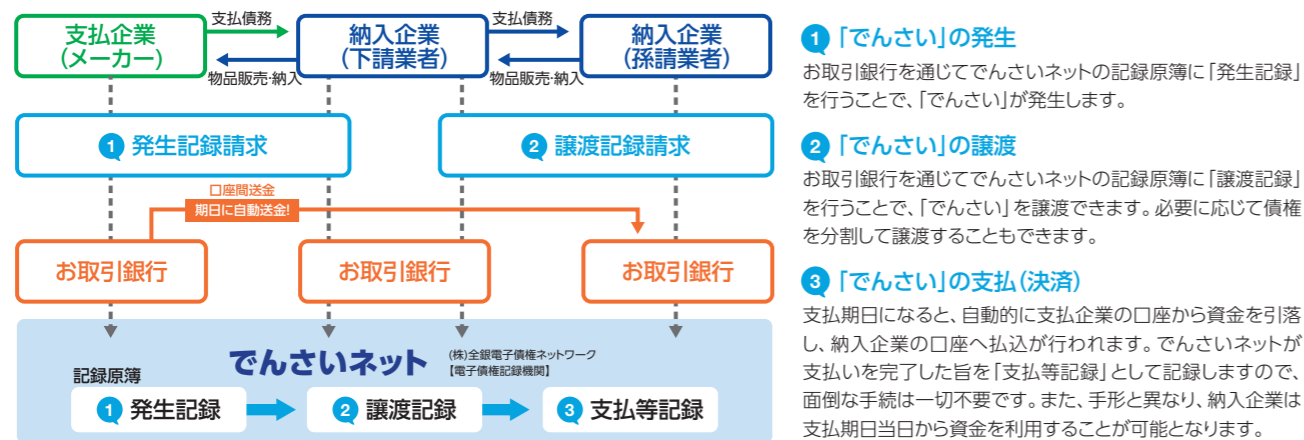 支払企業
(メーカー)
支払債務
物品販売・納入
納入企業
(下請業者)
支払債務
物品販売・納入
納入企業
(孫請業者)
1 発生記録請求
2 譲渡記録請求
口座間送金
期日に自動送金!
お取引銀行
お取引銀行
お取引銀行
でんさいネット
(株)全銀電子債権ネットワーク
【電子債権記録機関】
記録原簿
1 発生記録
2 譲渡記録
3 支払等記録
1 「でんさい」の発生
お取引銀行を通じてでんさいネットの記録原簿に「発生記録」
を行うことで、「でんさい」が発生します。
2 「でんさい」の譲渡
お取引銀行を通じてでんさいネットの記録原簿に「譲渡記録」
を行うことで、「でんさい」を譲渡できます。必要に応じて債権
を分割して譲渡することもできます。
3 「でんさい」の支払(決済)
支払期日になると、自動的に支払企業の口座から資金を引落
し、納入企業の口座へ払込が行われます。でんさいネットが
支払いを完了した旨を「支払等記録」として記録しますので、
面倒な手続は一切不要です。また、手形と異なり、納入企業は
支払期日当日から資金を利用することが可能となります。